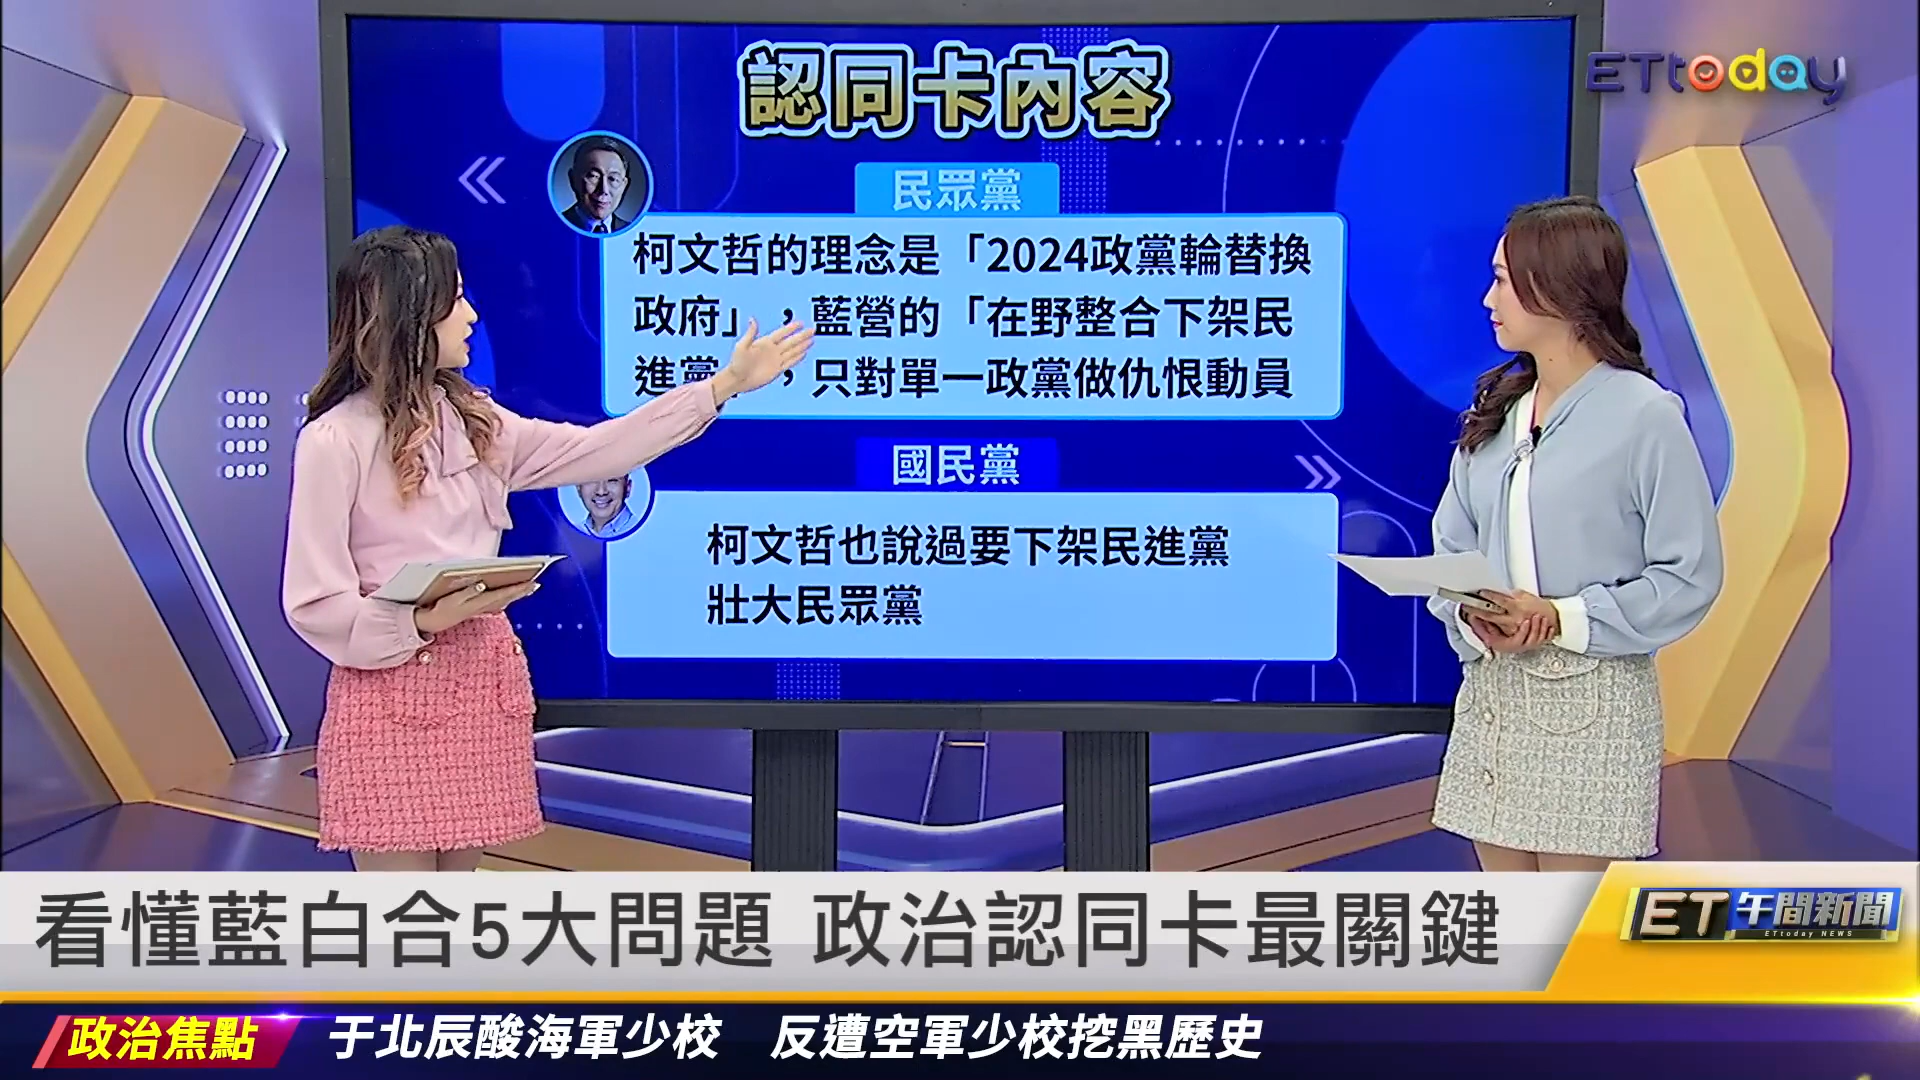 認同卡內容
ETtoday
民眾黨
柯文哲的理念是「2024政黨輪替換
政府」，藍營的「在野整合下架民
進黨」，只對單一政黨做仇恨動員
國民黨
柯文哲也說過要下架民進黨
壯大民眾黨
看懂藍白合5大問題 政治認同卡最關鍵
ET午間新聞
ETtoday NEWS
政治焦點
于北辰酸海軍少校 反遭空軍少校挖黑歷史